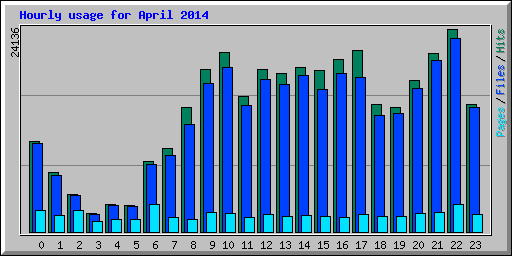 Hourly usage for April 2014
24136
Pages/Files/Hits
0 1 2 3 4 5 6 7 8 9 10 11 12 13 14 15 16 17 18 19 20 21 22 23